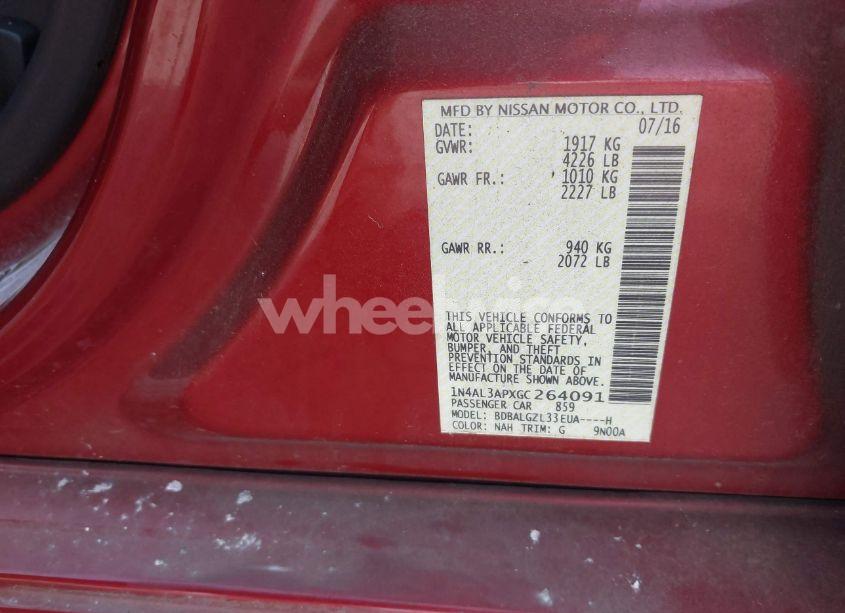 MFD BY NISSAN MOTOR CO., LTD.
DATE: 07/16
GVWR: 1917 KG
4226 LB
GAWR FR.: 1010 KG
2227 LB
GAWR RR.: 940 KG
2072 LB
THIS VEHICLE CONFORMS TO
ALL APPLICABLE FEDERAL
MOTOR VEHICLE SAFETY,
BUMPER, AND THEFT
PREVENTION STANDARDS IN
EFFECT ON THE DATE OF
MANUFACTURE SHOWN ABOVE.
1N4AL3APXGC264091
PASSENGER CAR 859
MODEL: BDBALGZL33EUA----H
COLOR: NAH TRIM: G 9N00A